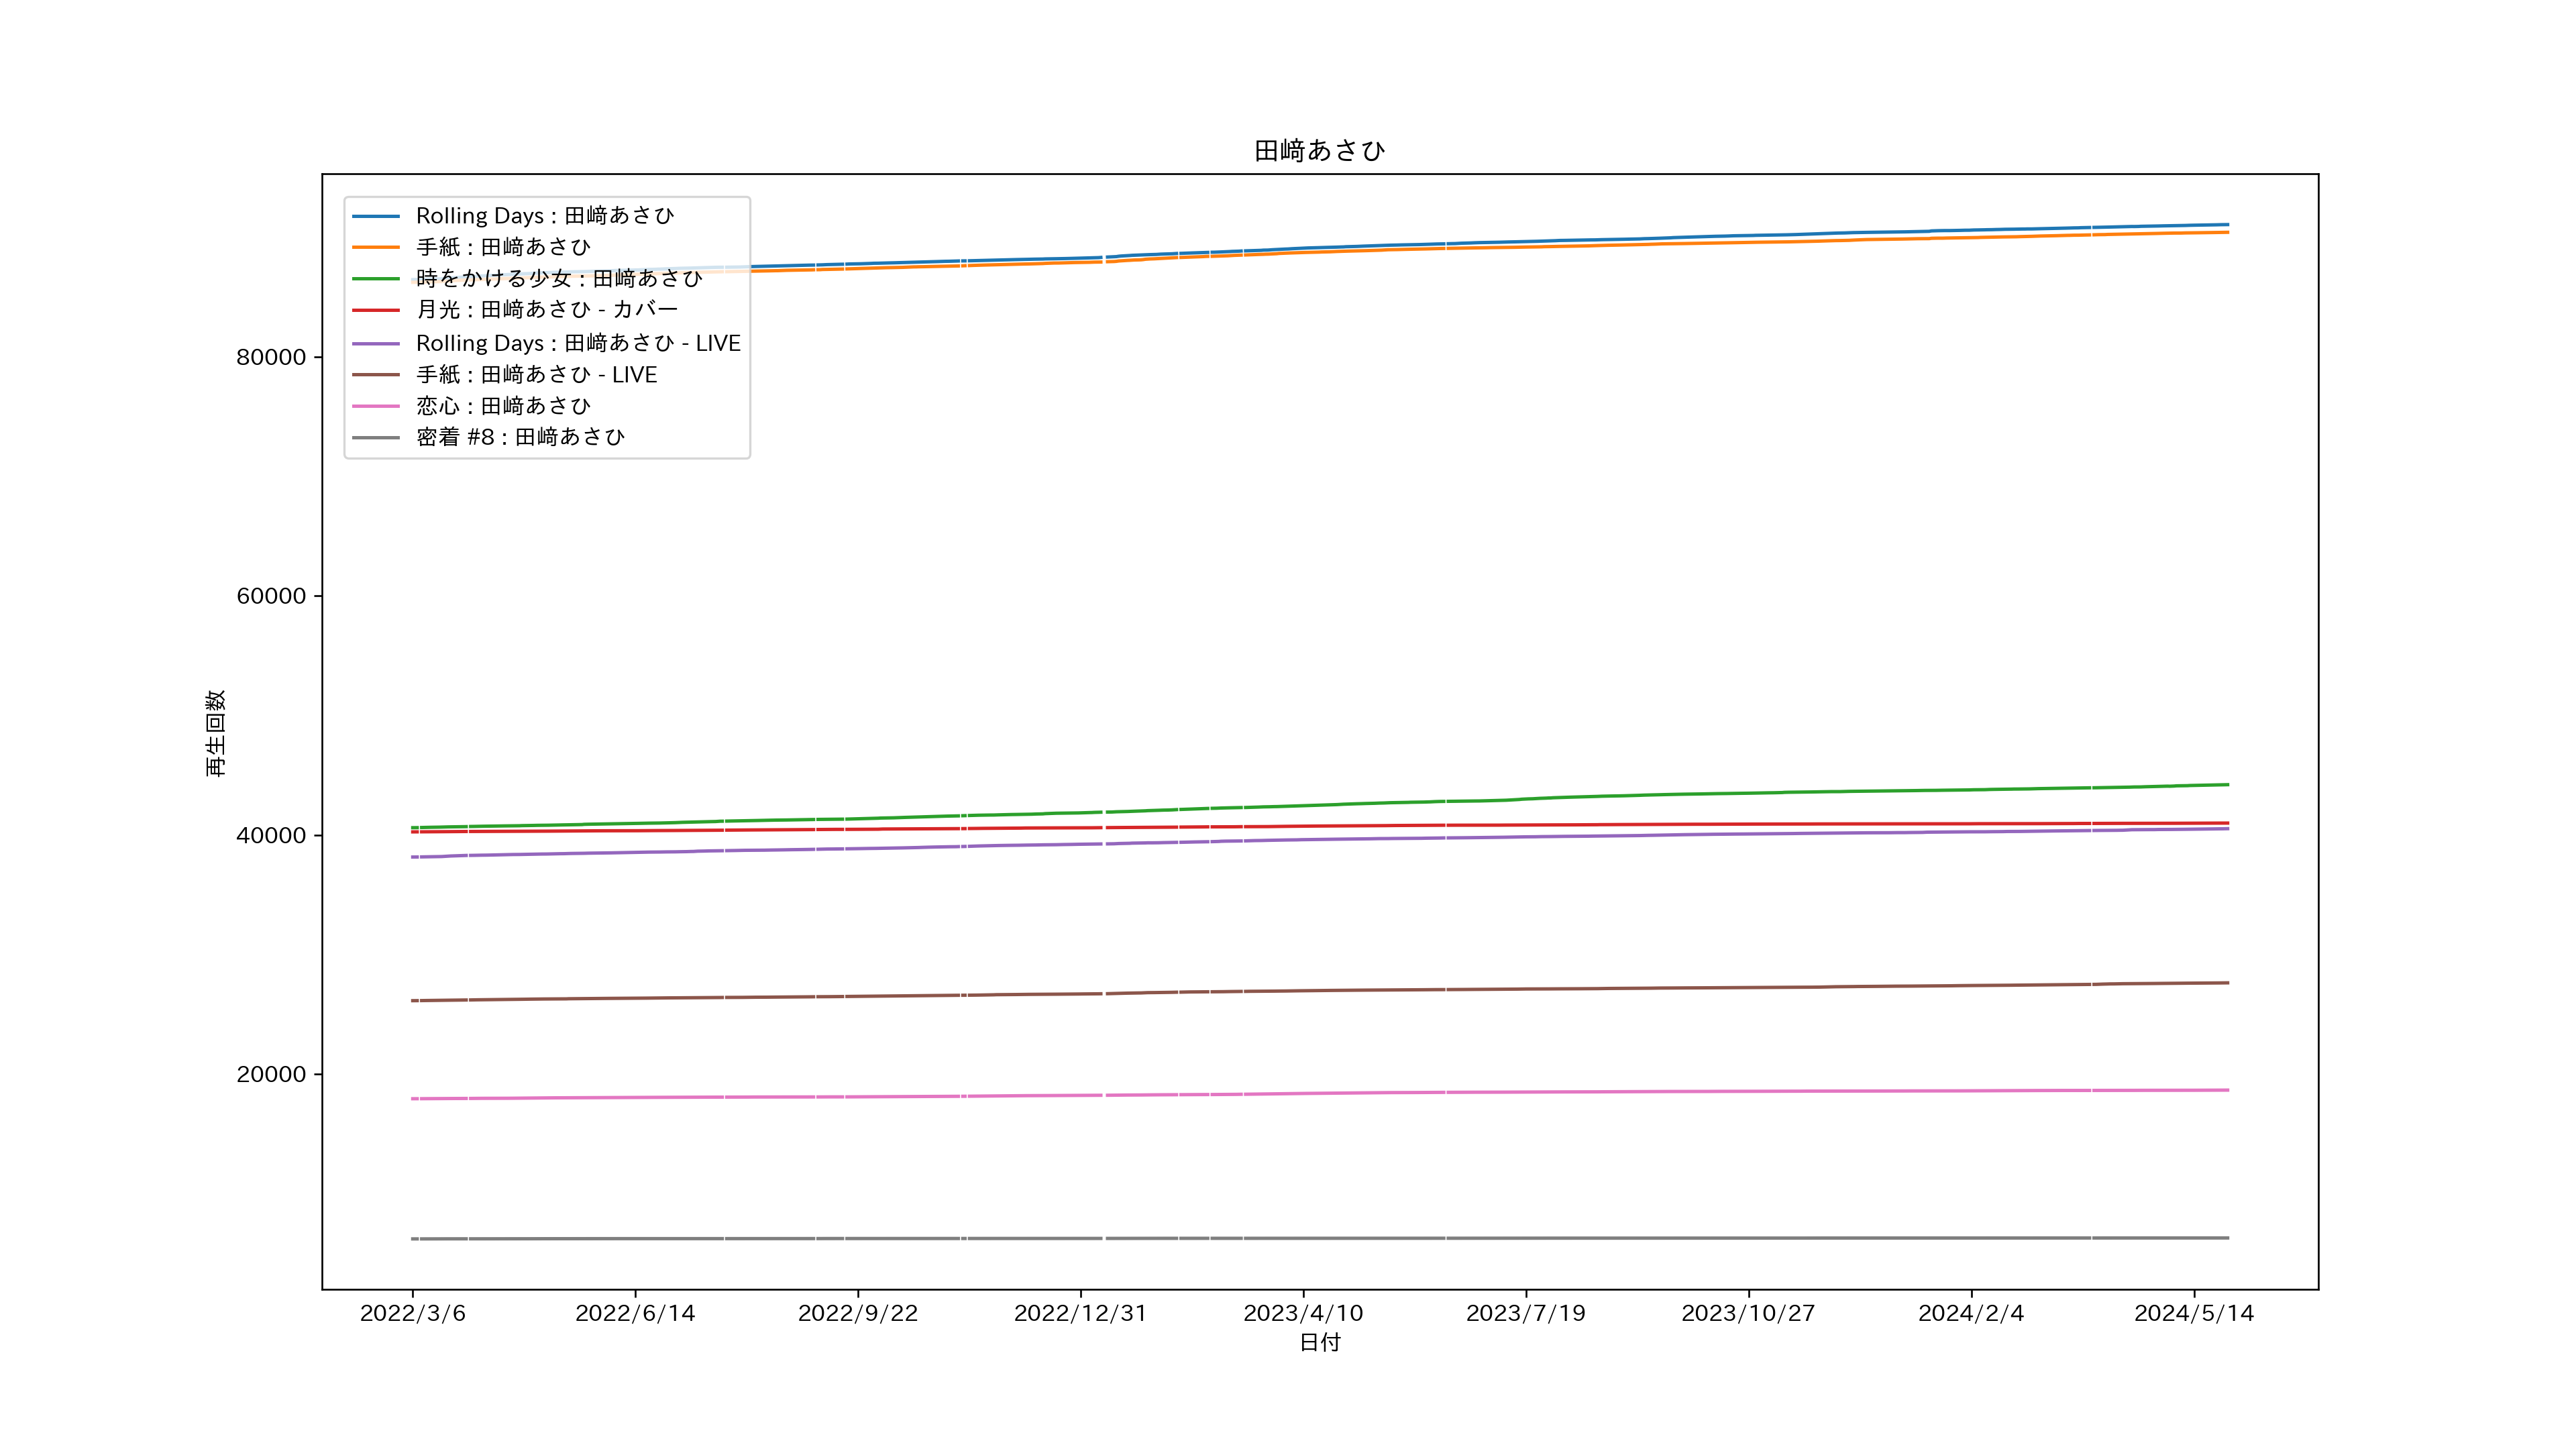 田﨑あさひ
Rolling Days : 田﨑あさひ
手紙 : 田﨑あさひ
時をかける少女 : 田﨑あさひ
月光 : 田﨑あさひ - カバー
Rolling Days : 田﨑あさひ - LIVE
手紙 : 田﨑あさひ - LIVE
恋心 : 田﨑あさひ
密着 #8 : 田﨑あさひ
再生回数
80000
60000
40000
20000
2022/3/6
2022/6/14
2022/9/22
2022/12/31
2023/4/10
2023/7/19
2023/10/27
2024/2/4
2024/5/14
日付